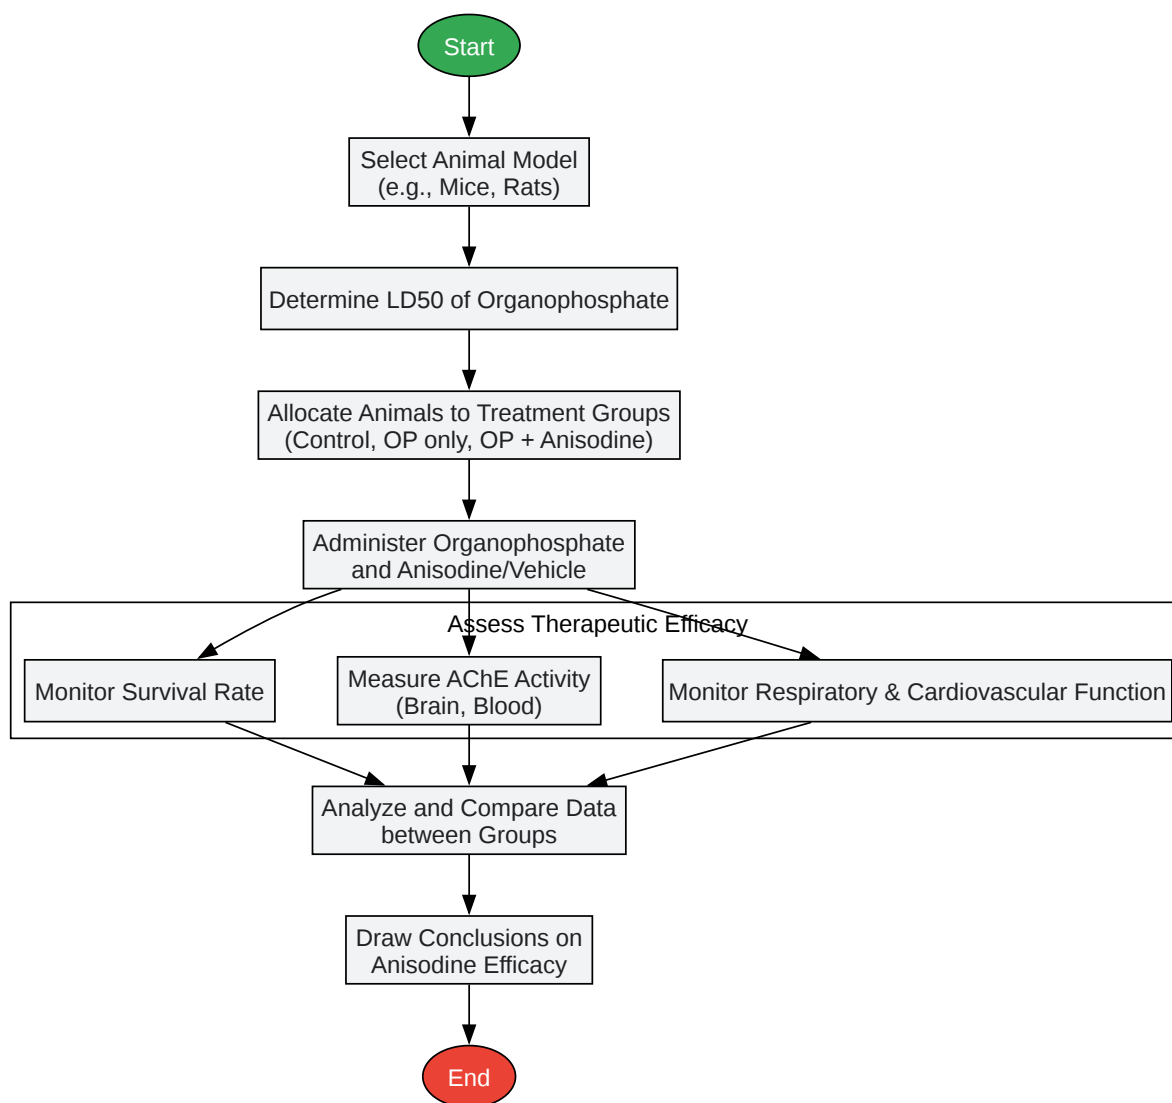 Start
Select Animal Model
(e.g., Mice, Rats)
Determine LD50 of Organophosphate
Allocate Animals to Treatment Groups
(Control, OP only, OP + Anisodine)
Administer Organophosphate
and Anisodine/Vehicle
Assess Therapeutic Efficacy
Monitor Survival Rate
Measure AChE Activity
(Brain, Blood)
Monitor Respiratory & Cardiovascular Function
Analyze and Compare Data
between Groups
Draw Conclusions on
Anisodine Efficacy
End